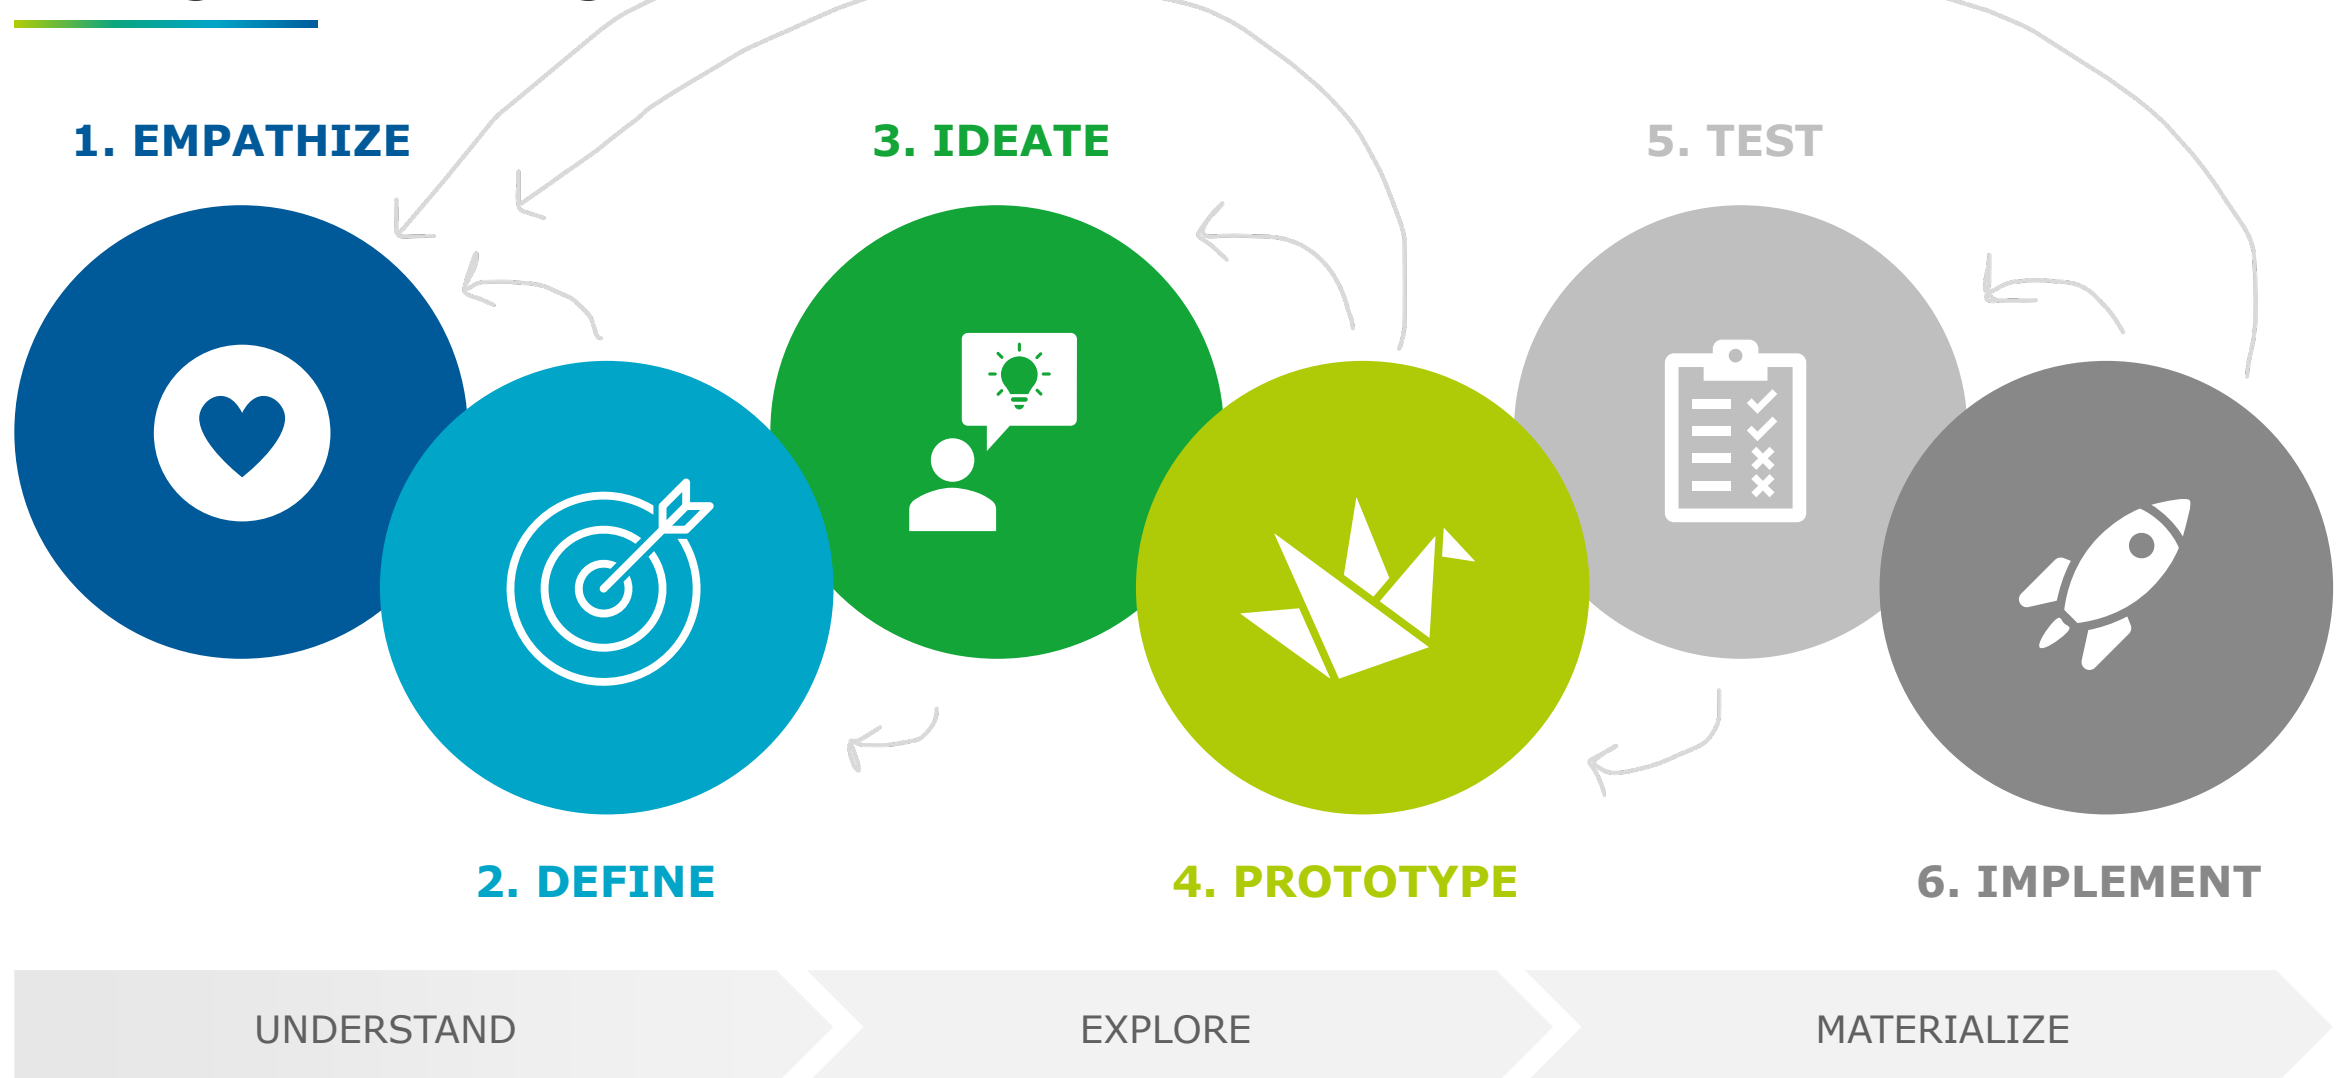 1. EMPATHIZE
3. IDEATE
5. TEST
2. DEFINE
4. PROTOTYPE
6. IMPLEMENT
UNDERSTAND
EXPLORE
MATERIALIZE